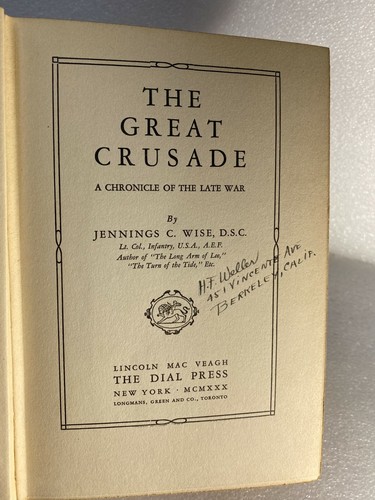 THE
GREAT
CRUSADE
A CHRONICLE OF THE LATE WAR
By
JENNINGS C. WISE, D.S.C.
Lt. Col., Infantry, U.S.A., A.E.F.
Author of "The Long Arm of Lee,"
"The Turn of the Tide," Etc.
H.F. Weller
951 VINCENTE AVE
BERKELEY, CALIF.
LINCOLN MAC VEAGH
THE DIAL PRESS
NEW YORK · MCMXXX
LONGMANS, GREEN AND CO., TORONTO